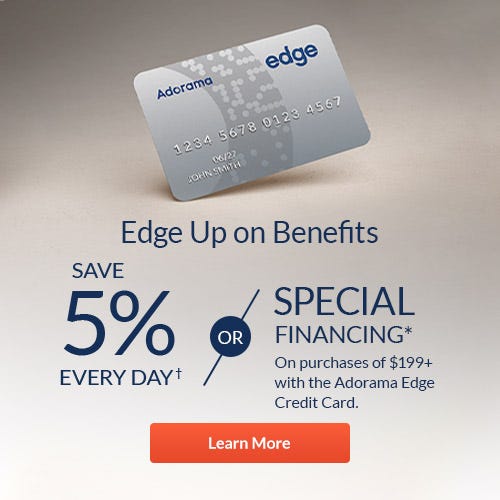 Adorama
edge
1234 5678 0123 4567
06/27
JOHN SMITH
Edge Up on Benefits
SAVE
5%
EVERY DAY†
OR
SPECIAL
FINANCING*
On purchases of $199+
with the Adorama Edge
Credit Card.
Learn More